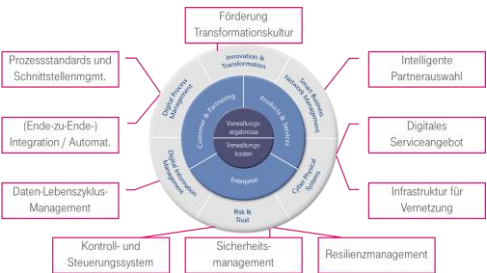 Förderung
Transformationskultur
Prozessstandards und
Schnittstellenmgmt.
Intelligente
Partnerauswahl
(Ende-zu-Ende-)
Integration / Automat.
Digitales
Serviceangebot
Daten-Lebenszyklus-
Management
Infrastruktur für
Vernetzung
Kontroll- und
Steuerungssystem
Sicherheits-
management
Resilienzmanagement
Innovation &
Transformation
Smart Business
Network Management
Cyber Physical
Systems
Risk &
Trust
Digital Information
Management
Digital Process
Management
Customer & Partnering
Products & Services
Enterprise
Verwaltungs-
ergebnisse
Verwaltungs-
kosten